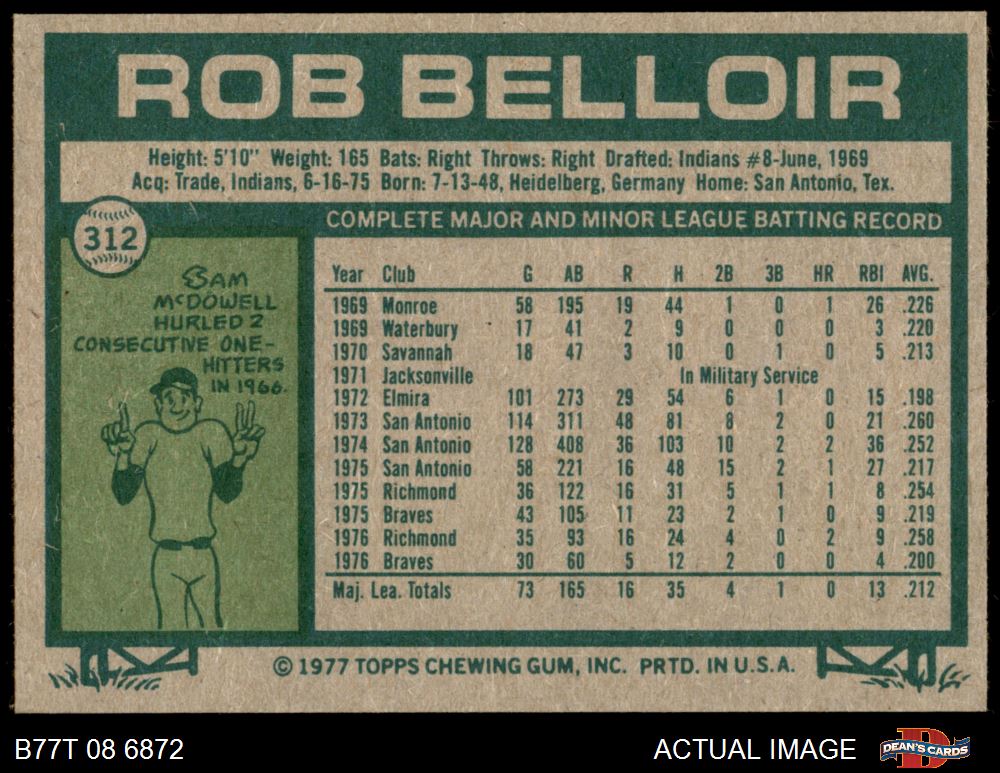 ROB BELLOIR
Height: 5'10" Weight: 165 Bats: Right Throws: Right Drafted: Indians #8-June, 1969
Acq: Trade, Indians, 6-16-75 Born: 7-13-48, Heidelberg, Germany Home: San Antonio, Tex.
312
COMPLETE MAJOR AND MINOR LEAGUE BATTING RECORD
SAM
McDOWELL
HURLED 2
CONSECUTIVE ONE-
HITTERS
IN 1966.
Year Club G AB R H 2B 3B HR RBI AVG.
1969 Monroe 58 195 19 44 1 0 1 26 .226
1969 Waterbury 17 41 2 9 0 0 0 3 .220
1970 Savannah 18 47 3 10 0 1 0 5 .213
1971 Jacksonville In Military Service
1972 Elmira 101 273 29 54 6 1 0 15 .198
1973 San Antonio 114 311 48 81 8 2 0 21 .260
1974 San Antonio 128 408 36 103 10 2 2 36 .252
1975 San Antonio 58 221 16 48 15 2 1 27 .217
1975 Richmond 36 122 16 31 5 1 1 8 .254
1975 Braves 43 105 11 23 2 1 0 9 .219
1976 Richmond 35 93 16 24 4 0 2 9 .258
1976 Braves 30 60 5 12 2 0 0 4 .200
Maj. Lea. Totals 73 165 16 35 4 1 0 13 .212
© 1977 TOPPS CHEWING GUM, INC. PRTD. IN U.S.A.
B77T 08 6872
ACTUAL IMAGE
DEAN'S CARDS